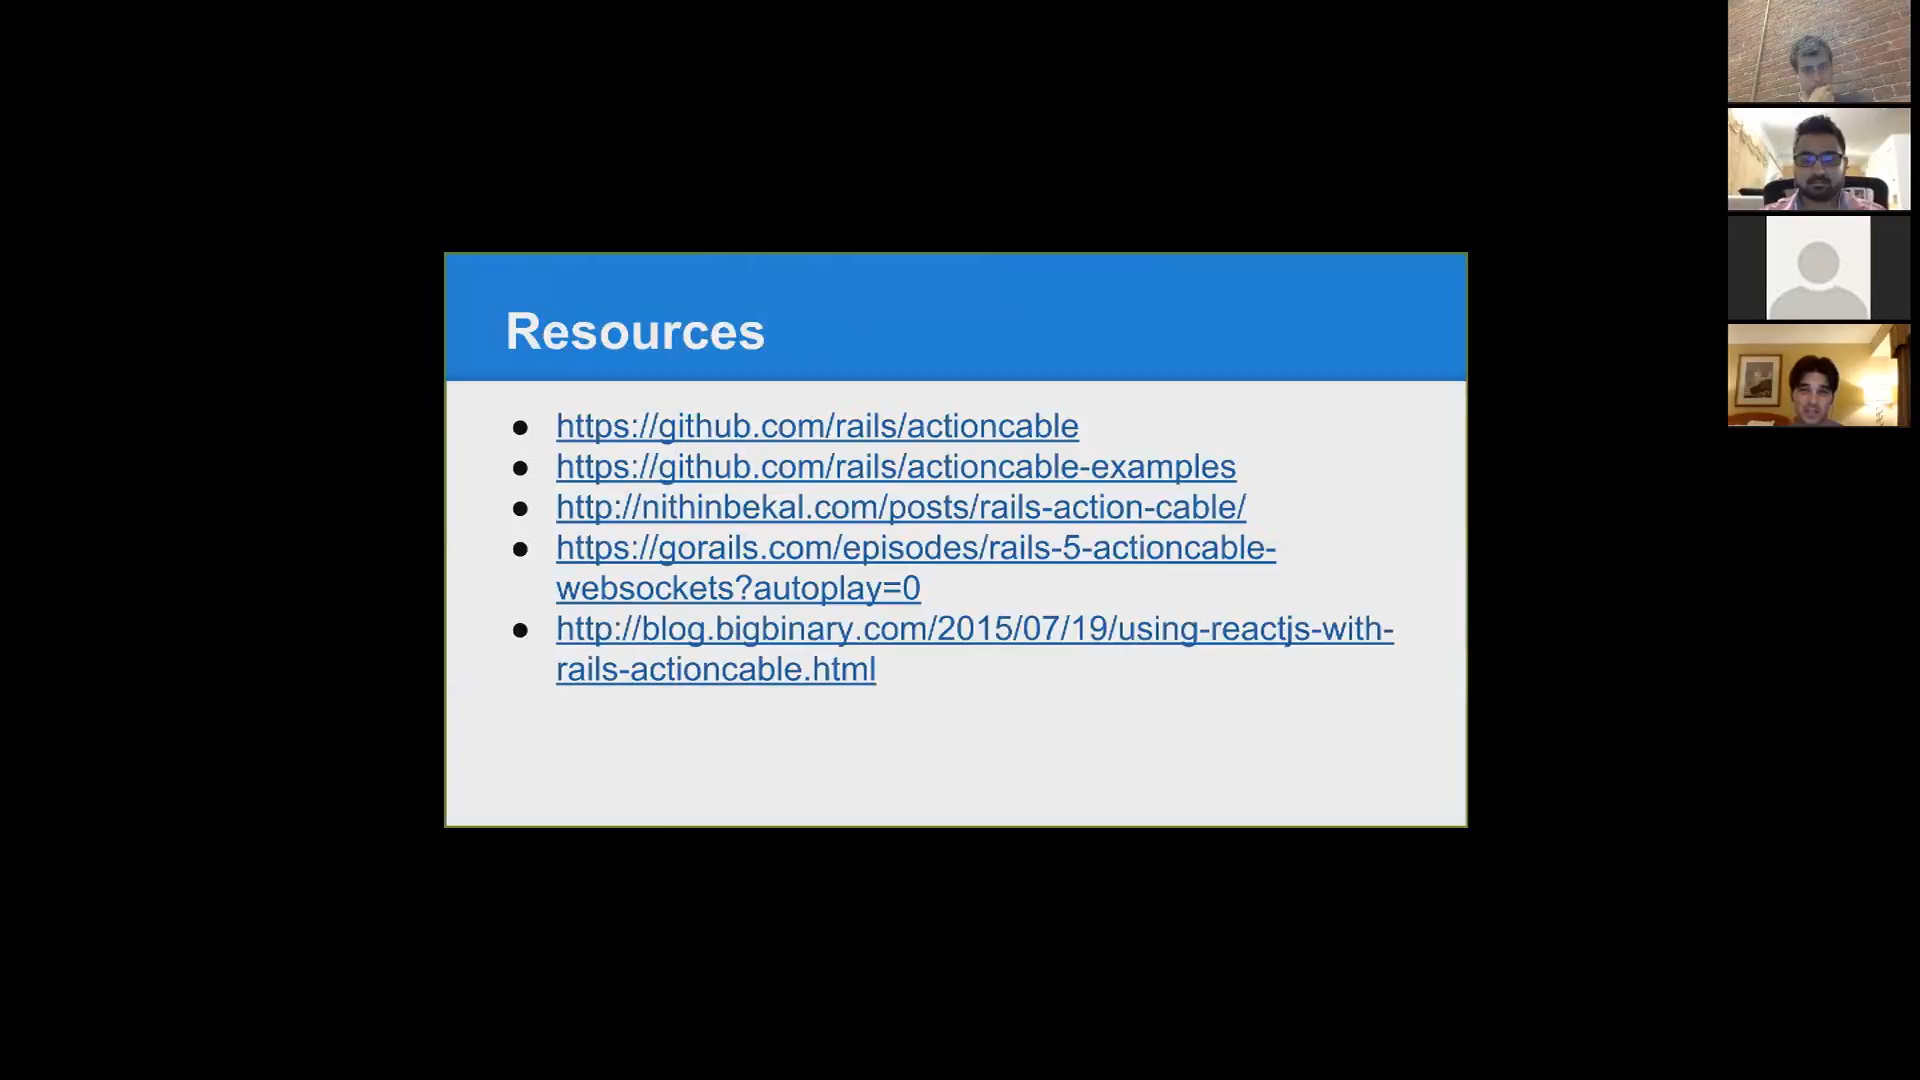 Resources
● https://github.com/rails/actioncable
● https://github.com/rails/actioncable-examples
● http://nithinbekal.com/posts/rails-action-cable/
● https://gorails.com/episodes/rails-5-actioncable-
websockets?autoplay=0
● http://blog.bigbinary.com/2015/07/19/using-reactjs-with-
rails-actioncable.html